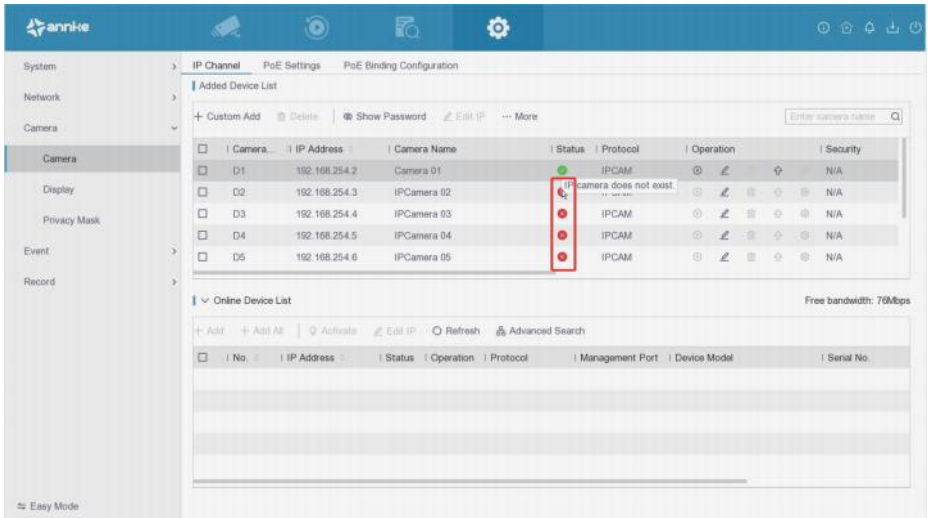 annke
System
Network
Camera
Camera
Display
Privacy Mask
Event
Record
Easy Mode
IP Channel PoE Settings PoE Binding Configuration
Added Device List
+ Custom Add Delete Show Password Edit IP ... More Enter camera name
Camera... IP Address Camera Name Status Protocol Operation Security
D1 192.168.254.2 Camera 01 IPCAM N/A
IP camera does not exist.
D2 192.168.254.3 IPCamera 02 N/A
D3 192.168.254.4 IPCamera 03 IPCAM N/A
D4 192.168.254.5 IPCamera 04 IPCAM N/A
D5 192.168.254.6 IPCamera 05 IPCAM N/A
Online Device List Free bandwidth: 76Mbps
+ Add + Add All Activate Edit IP Refresh Advanced Search
No. IP Address Status Operation Protocol Management Port Device Model Serial No.